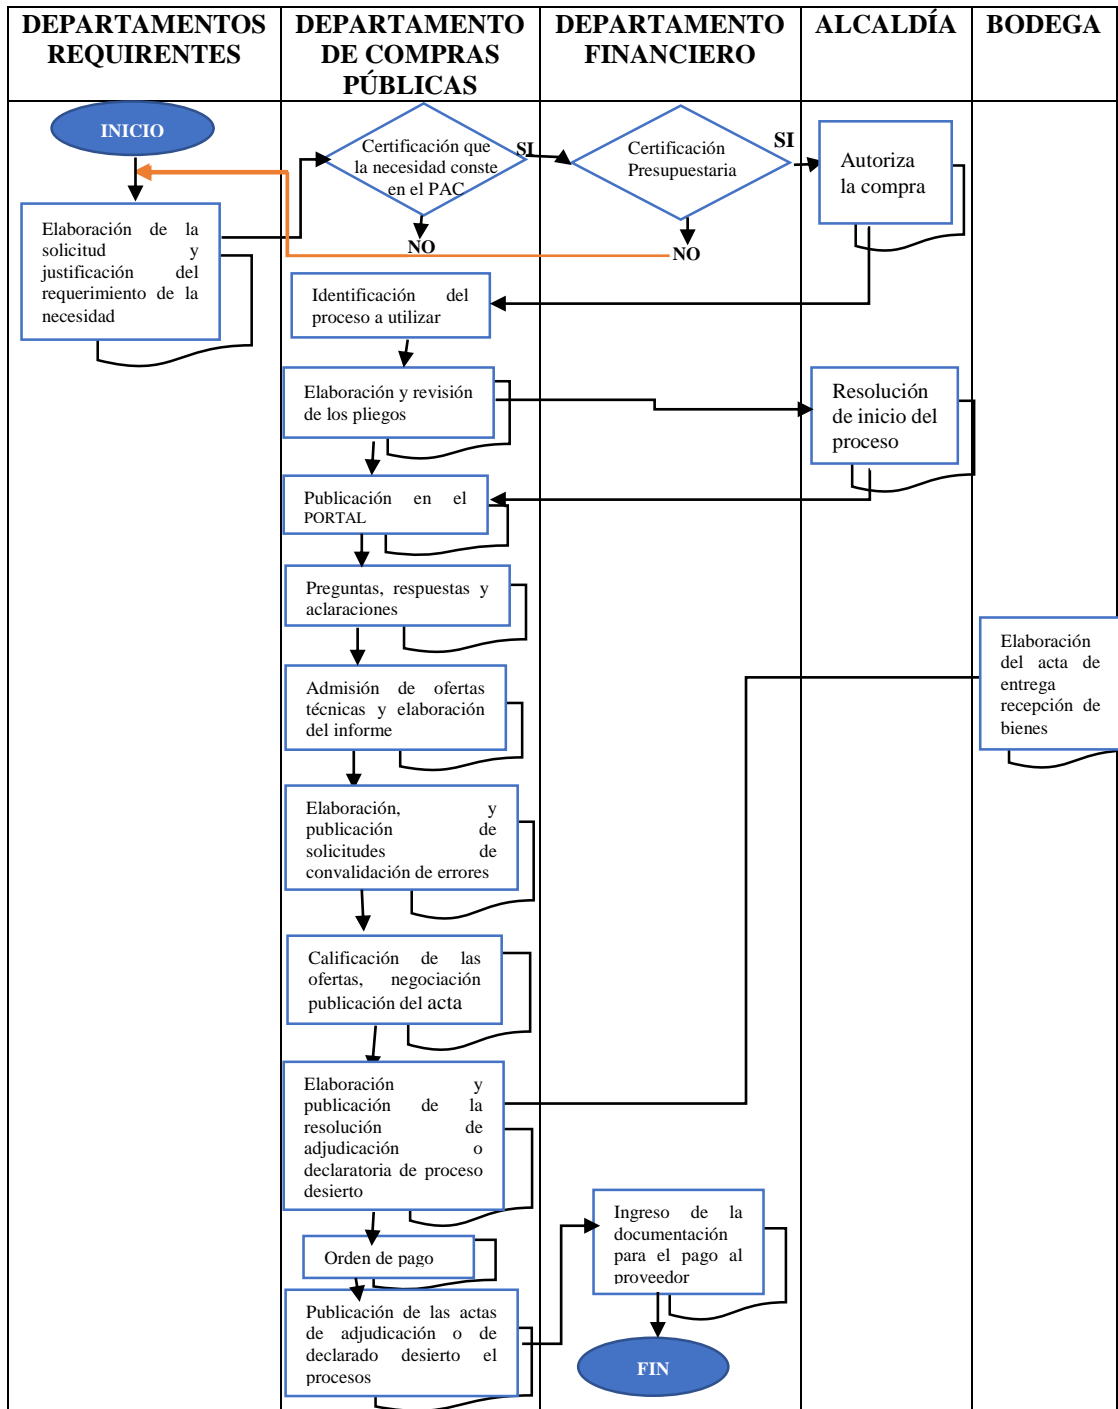 DEPARTAMENTOS
REQUIRENTES
DEPARTAMENTO
DE COMPRAS
PÚBLICAS
DEPARTAMENTO
FINANCIERO
ALCALDÍA
BODEGA
INICIO
Certificación que
la necesidad conste
en el PAC
SI
NO
Certificación
Presupuestaria
SI
NO
Autoriza
la compra
Elaboración de la
solicitud y
justificación del
requerimiento de la
necesidad
Identificación del
proceso a utilizar
Elaboración y revisión
de los pliegos
Resolución
de inicio del
proceso
Publicación en el
PORTAL
Preguntas, respuestas y
aclaraciones
Elaboración
del acta de
entrega
recepción de
bienes
Admisión de ofertas
técnicas y elaboración
del informe
Elaboración, y
publicación de
solicitudes de
convalidación de errores
Calificación de las
ofertas, negociación
publicación del acta
Elaboración y
publicación de la
resolución de
adjudicación o
declaratoria de proceso
desierto
Orden de pago
Ingreso de la
documentación
para el pago al
proveedor
Publicación de las actas
de adjudicación o de
declarado desierto el
procesos
FIN